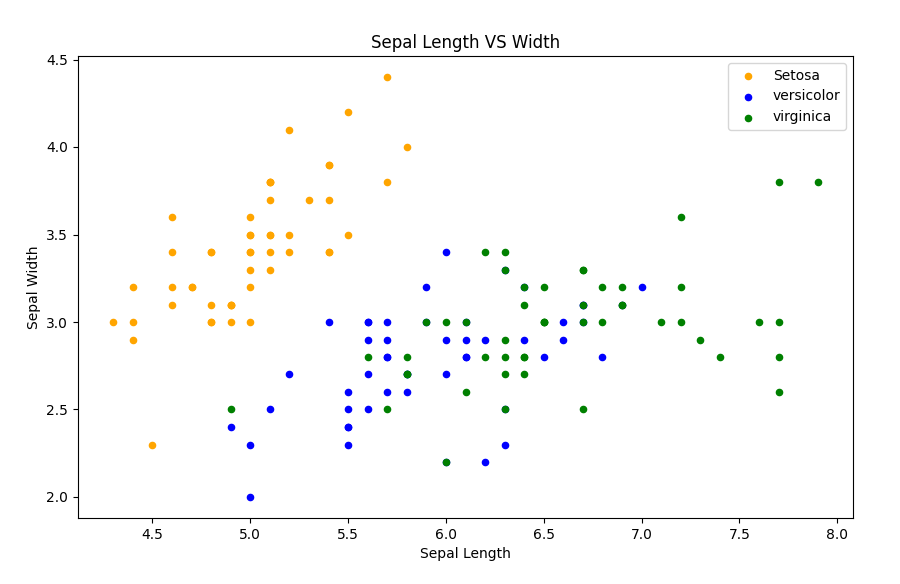 Sepal Length VS Width
Setosa
versicolor
virginica
Sepal Width
4.5
4.0
3.5
3.0
2.5
2.0
4.5 5.0 5.5 6.0 6.5 7.0 7.5 8.0
Sepal Length